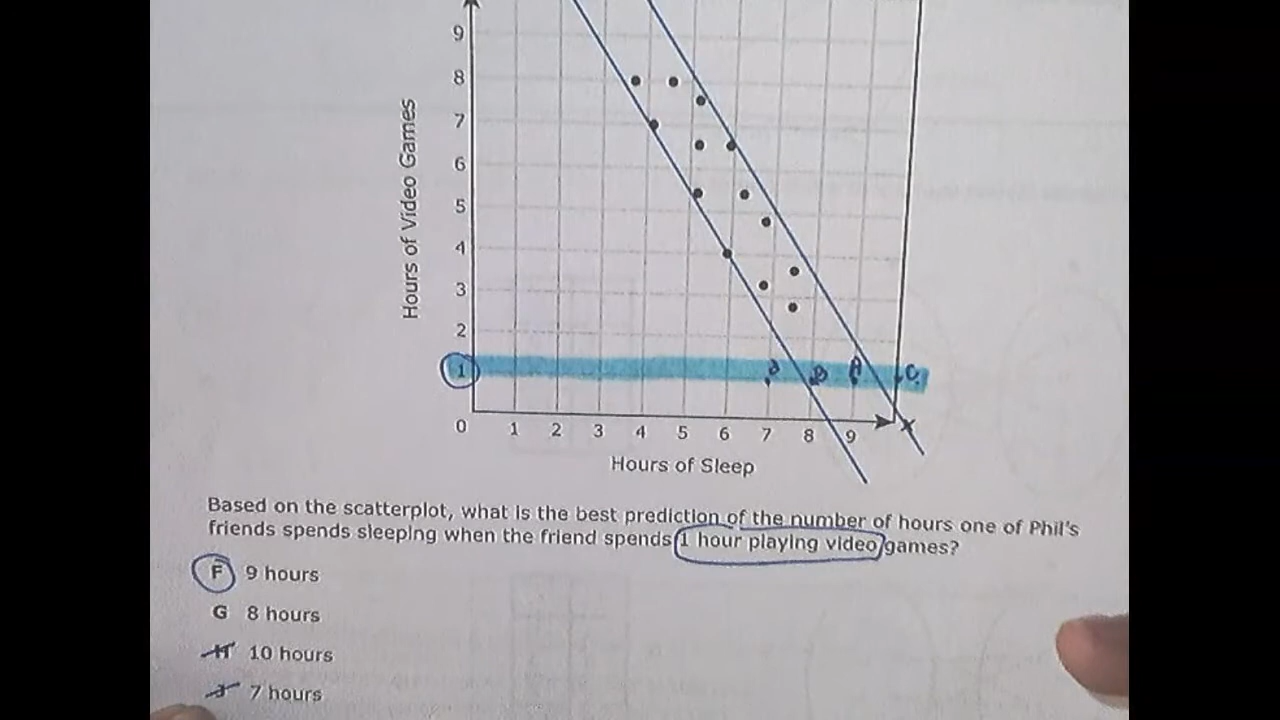 9
8
7
6
5
4
3
2
1
D B A C
0 1 2 3 4 5 6 7 8 9 x
Hours of Video Games
Hours of Sleep
Based on the scatterplot, what is the best prediction of the number of hours one of Phil's
friends spends sleeping when the friend spends 1 hour playing video games?
F 9 hours
G 8 hours
H 10 hours
J 7 hours